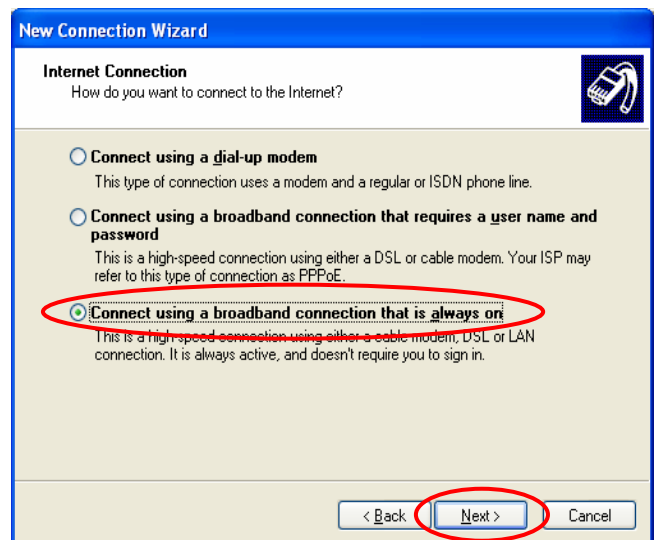 New Connection Wizard
Internet Connection
How do you want to connect to the Internet?
Connect using a dial-up modem
This type of connection uses a modem and a regular or ISDN phone line.
Connect using a broadband connection that requires a user name and
password
This is a high-speed connection using either a DSL or cable modem. Your ISP may
refer to this type of connection as PPPoE.
Connect using a broadband connection that is always on
This is a high-speed connection using either a cable modem, DSL or LAN
connection. It is always active, and doesn't require you to sign in.
< Back
Next >
Cancel